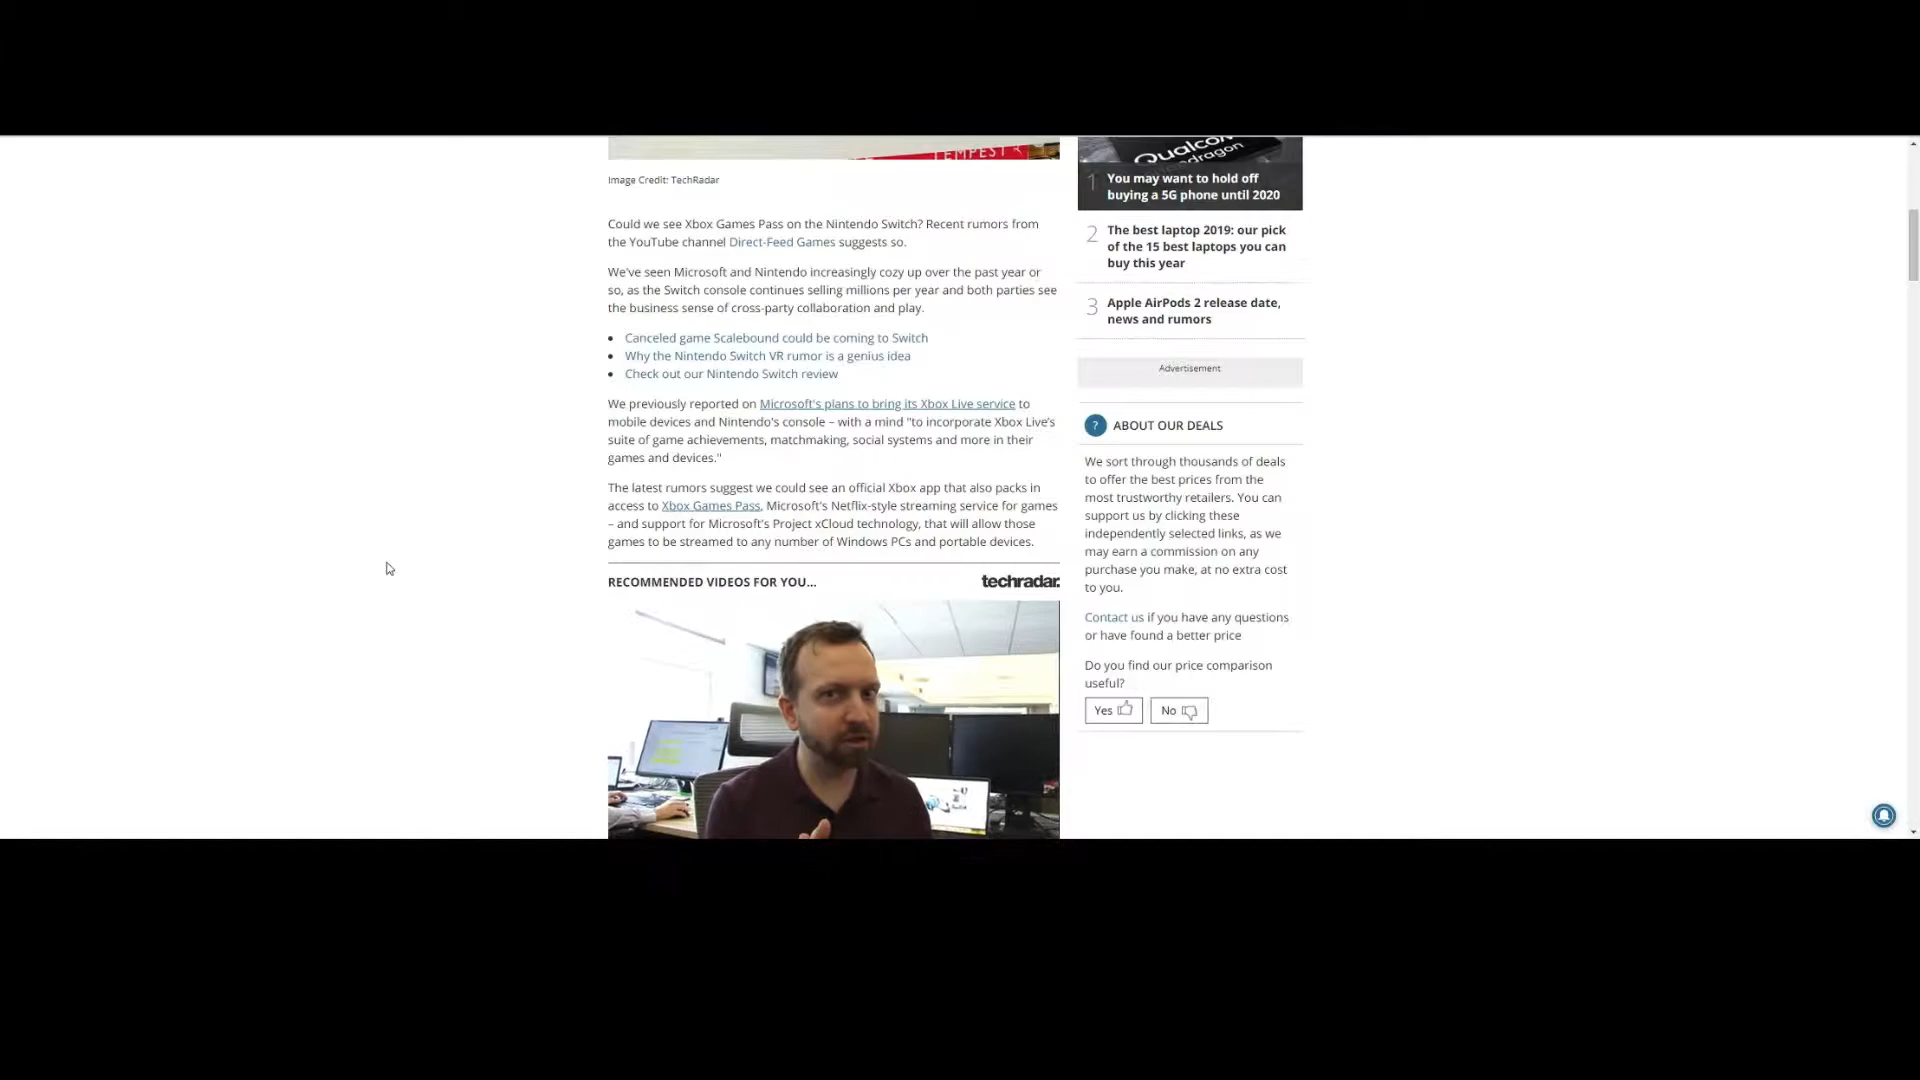 TEMPEST
Image Credit: TechRadar
Could we see Xbox Games Pass on the Nintendo Switch? Recent rumors from
the YouTube channel Direct-Feed Games suggests so.
We've seen Microsoft and Nintendo increasingly cozy up over the past year or
so, as the Switch console continues selling millions per year and both parties see
the business sense of cross-party collaboration and play.
Canceled game Scalebound could be coming to Switch
Why the Nintendo Switch VR rumor is a genius idea
Check out our Nintendo Switch review
We previously reported on Microsoft's plans to bring its Xbox Live service to
mobile devices and Nintendo's console – with a mind "to incorporate Xbox Live's
suite of game achievements, matchmaking, social systems and more in their
games and devices."
The latest rumors suggest we could see an official Xbox app that also packs in
access to Xbox Games Pass, Microsoft's Netflix-style streaming service for games
– and support for Microsoft's Project xCloud technology, that will allow those
games to be streamed to any number of Windows PCs and portable devices.
RECOMMENDED VIDEOS FOR YOU...
techradar.
Qualcom
dragon
1 You may want to hold off
buying a 5G phone until 2020
2 The best laptop 2019: our pick
of the 15 best laptops you can
buy this year
3 Apple AirPods 2 release date,
news and rumors
Advertisement
? ABOUT OUR DEALS
We sort through thousands of deals
to offer the best prices from the
most trustworthy retailers. You can
support us by clicking these
independently selected links, as we
may earn a commission on any
purchase you make, at no extra cost
to you.
Contact us if you have any questions
or have found a better price
Do you find our price comparison
useful?
Yes No